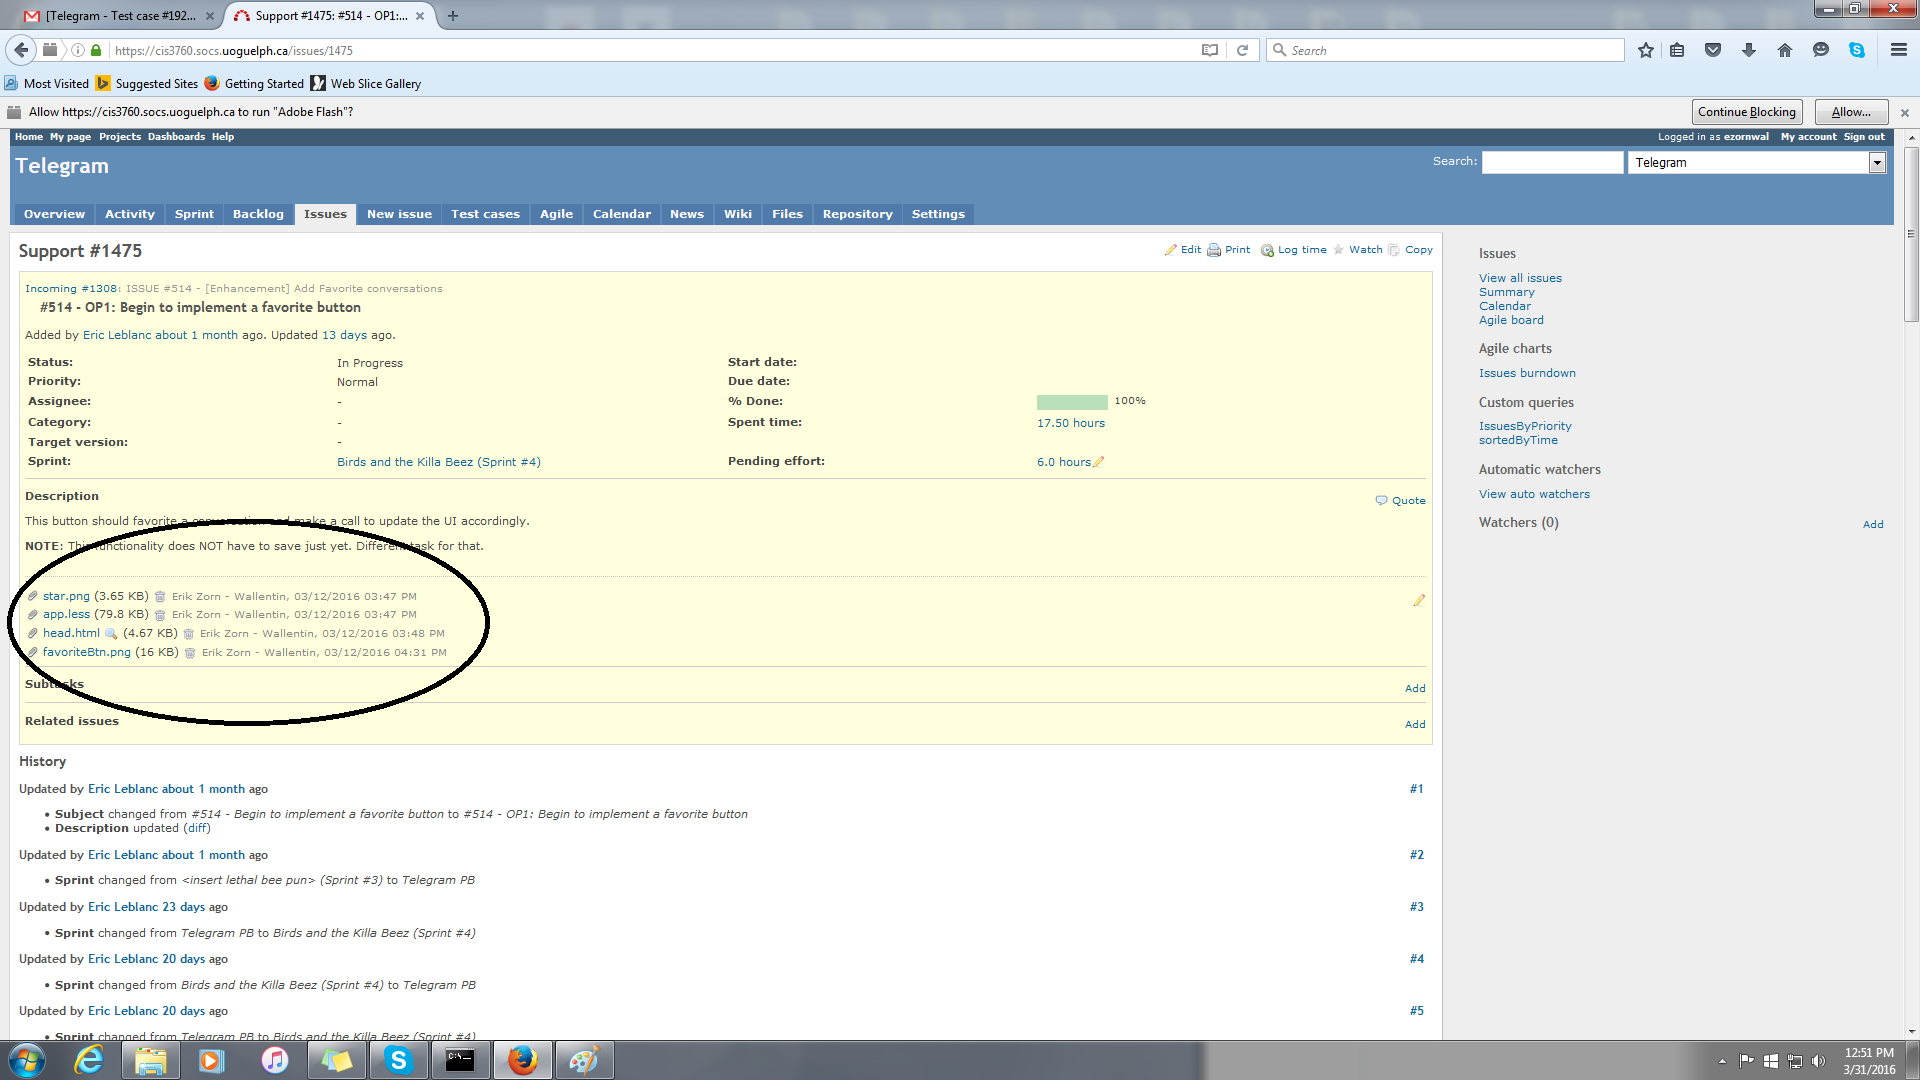 [Telegram - Test case #192... × Support #1475: #514 - OP1:... × +
https://cis3760.socs.uoguelph.ca/issues/1475 Search
Most Visited Suggested Sites Getting Started Web Slice Gallery
Allow https://cis3760.socs.uoguelph.ca to run "Adobe Flash"? Continue Blocking Allow... ×
Home My page Projects Dashboards Help Logged in as ezornwal My account Sign out
Telegram Search: Telegram
Overview Activity Sprint Backlog Issues New issue Test cases Agile Calendar News Wiki Files Repository Settings
Support #1475 Edit Print Log time Watch Copy
Incoming #1308: ISSUE #514 - [Enhancement] Add Favorite conversations
#514 - OP1: Begin to implement a favorite button
Added by Eric Leblanc about 1 month ago. Updated 13 days ago.
Status: In Progress Start date:
Priority: Normal Due date:
Assignee: - % Done: 100%
Category: - Spent time: 17.50 hours
Target version: -
Sprint: Birds and the Killa Beez (Sprint #4) Pending effort: 6.0 hours
Description Quote
This button should favorite a conversation and make a call to update the UI accordingly.
NOTE: This functionality does NOT have to save just yet. Different task for that.
star.png (3.65 KB) Erik Zorn - Wallentin, 03/12/2016 03:47 PM
app.less (79.8 KB) Erik Zorn - Wallentin, 03/12/2016 03:47 PM
head.html (4.67 KB) Erik Zorn - Wallentin, 03/12/2016 03:48 PM
favoriteBtn.png (16 KB) Erik Zorn - Wallentin, 03/12/2016 04:31 PM
Subtasks Add
Related issues Add
History
Updated by Eric Leblanc about 1 month ago #1
• Subject changed from #514 - Begin to implement a favorite button to #514 - OP1: Begin to implement a favorite button
• Description updated (diff)
Updated by Eric Leblanc about 1 month ago #2
• Sprint changed from <insert lethal bee pun> (Sprint #3) to Telegram PB
Updated by Eric Leblanc 23 days ago #3
• Sprint changed from Telegram PB to Birds and the Killa Beez (Sprint #4)
Updated by Eric Leblanc 20 days ago #4
• Sprint changed from Birds and the Killa Beez (Sprint #4) to Telegram PB
Updated by Eric Leblanc 20 days ago #5
• Sprint changed from Telegram PB to Birds and the Killa Beez (Sprint #4)
Issues
View all issues
Summary
Calendar
Agile board
Agile charts
Issues burndown
Custom queries
IssuesByPriority
sortedByTime
Automatic watchers
View auto watchers
Watchers (0) Add
C:\
12:51 PM
3/31/2016